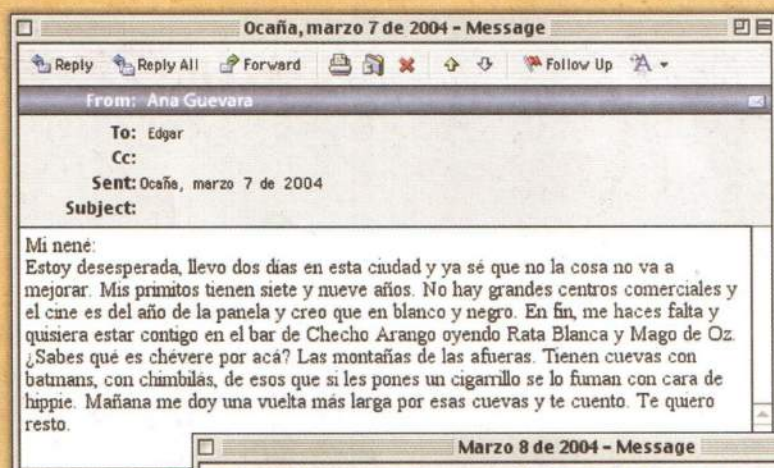 Ocaña, marzo 7 de 2004 - Message
Reply Reply All Forward Follow Up A
From: Ana Guevara
To: Edgar
Cc:
Sent: Ocaña, marzo 7 de 2004
Subject:
Mi nené:
Estoy desesperada, llevo dos días en esta ciudad y ya sé que no la cosa no va a
mejorar. Mis primitos tienen siete y nueve años. No hay grandes centros comerciales y
el cine es del año de la panela y creo que en blanco y negro. En fin, me haces falta y
quisiera estar contigo en el bar de Checho Arango oyendo Rata Blanca y Mago de Oz.
¿Sabes qué es chévere por acá? Las montañas de las afueras. Tienen cuevas con
batmans, con chimbilás, de esos que si les pones un cigarrillo se lo fuman con cara de
hippie. Mañana me doy una vuelta más larga por esas cuevas y te cuento. Te quiero
resto.
Marzo 8 de 2004 - Message